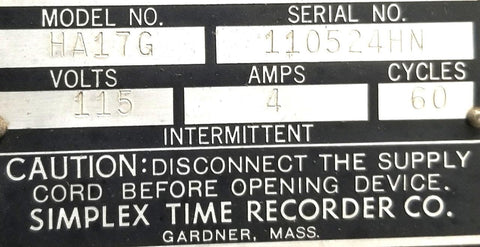 MODEL NO. SERIAL NO.
HA17G 110524HN
VOLTS AMPS CYCLES
115 4 60
INTERMITTENT
CAUTION: DISCONNECT THE SUPPLY
CORD BEFORE OPENING DEVICE.
SIMPLEX TIME RECORDER CO.
GARDNER, MASS.